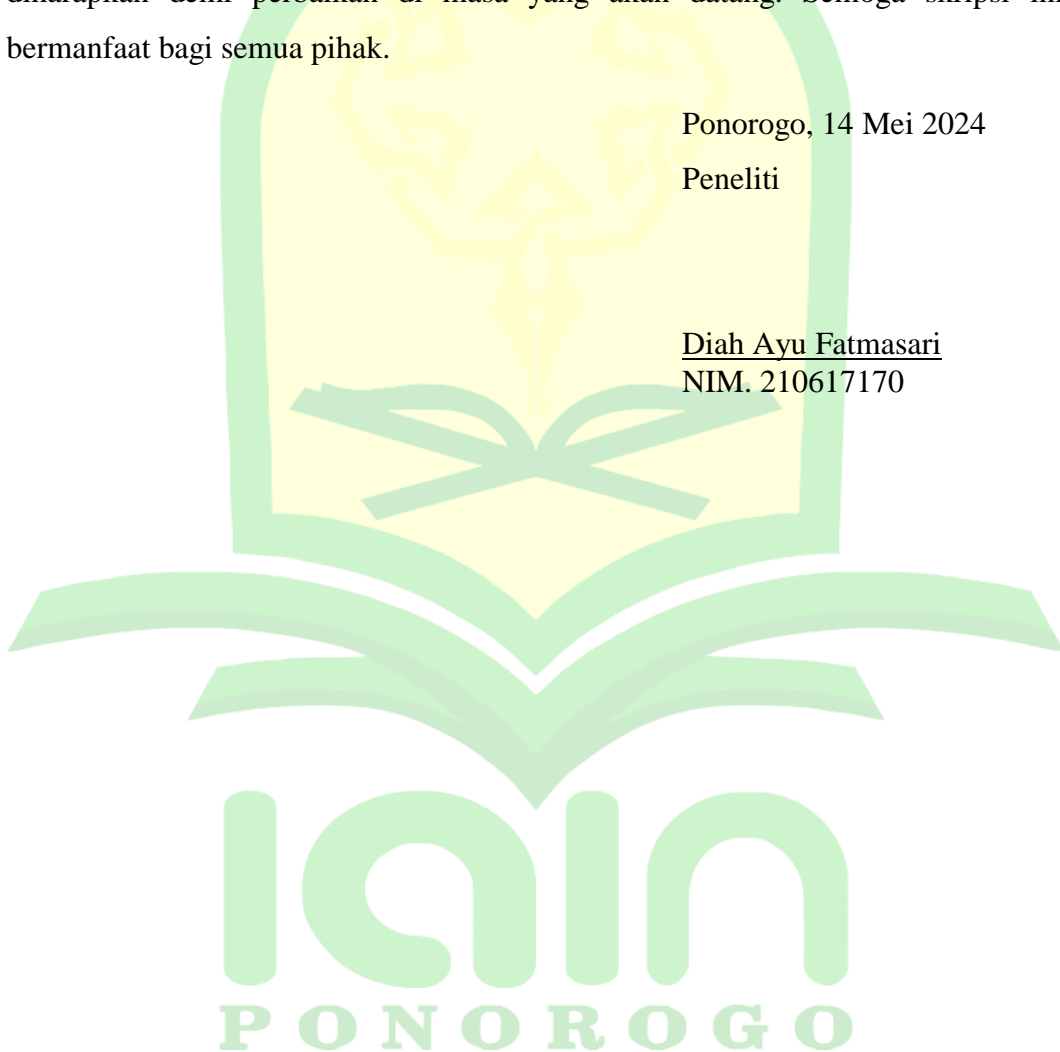 diharapkan demi perbaikan di masa yang akan datang. Semoga skripsi ini
bermanfaat bagi semua pihak.
Ponorogo, 14 Mei 2024
Peneliti
Diah Ayu Fatmasari
NIM. 210617170
iain
PONOROGO